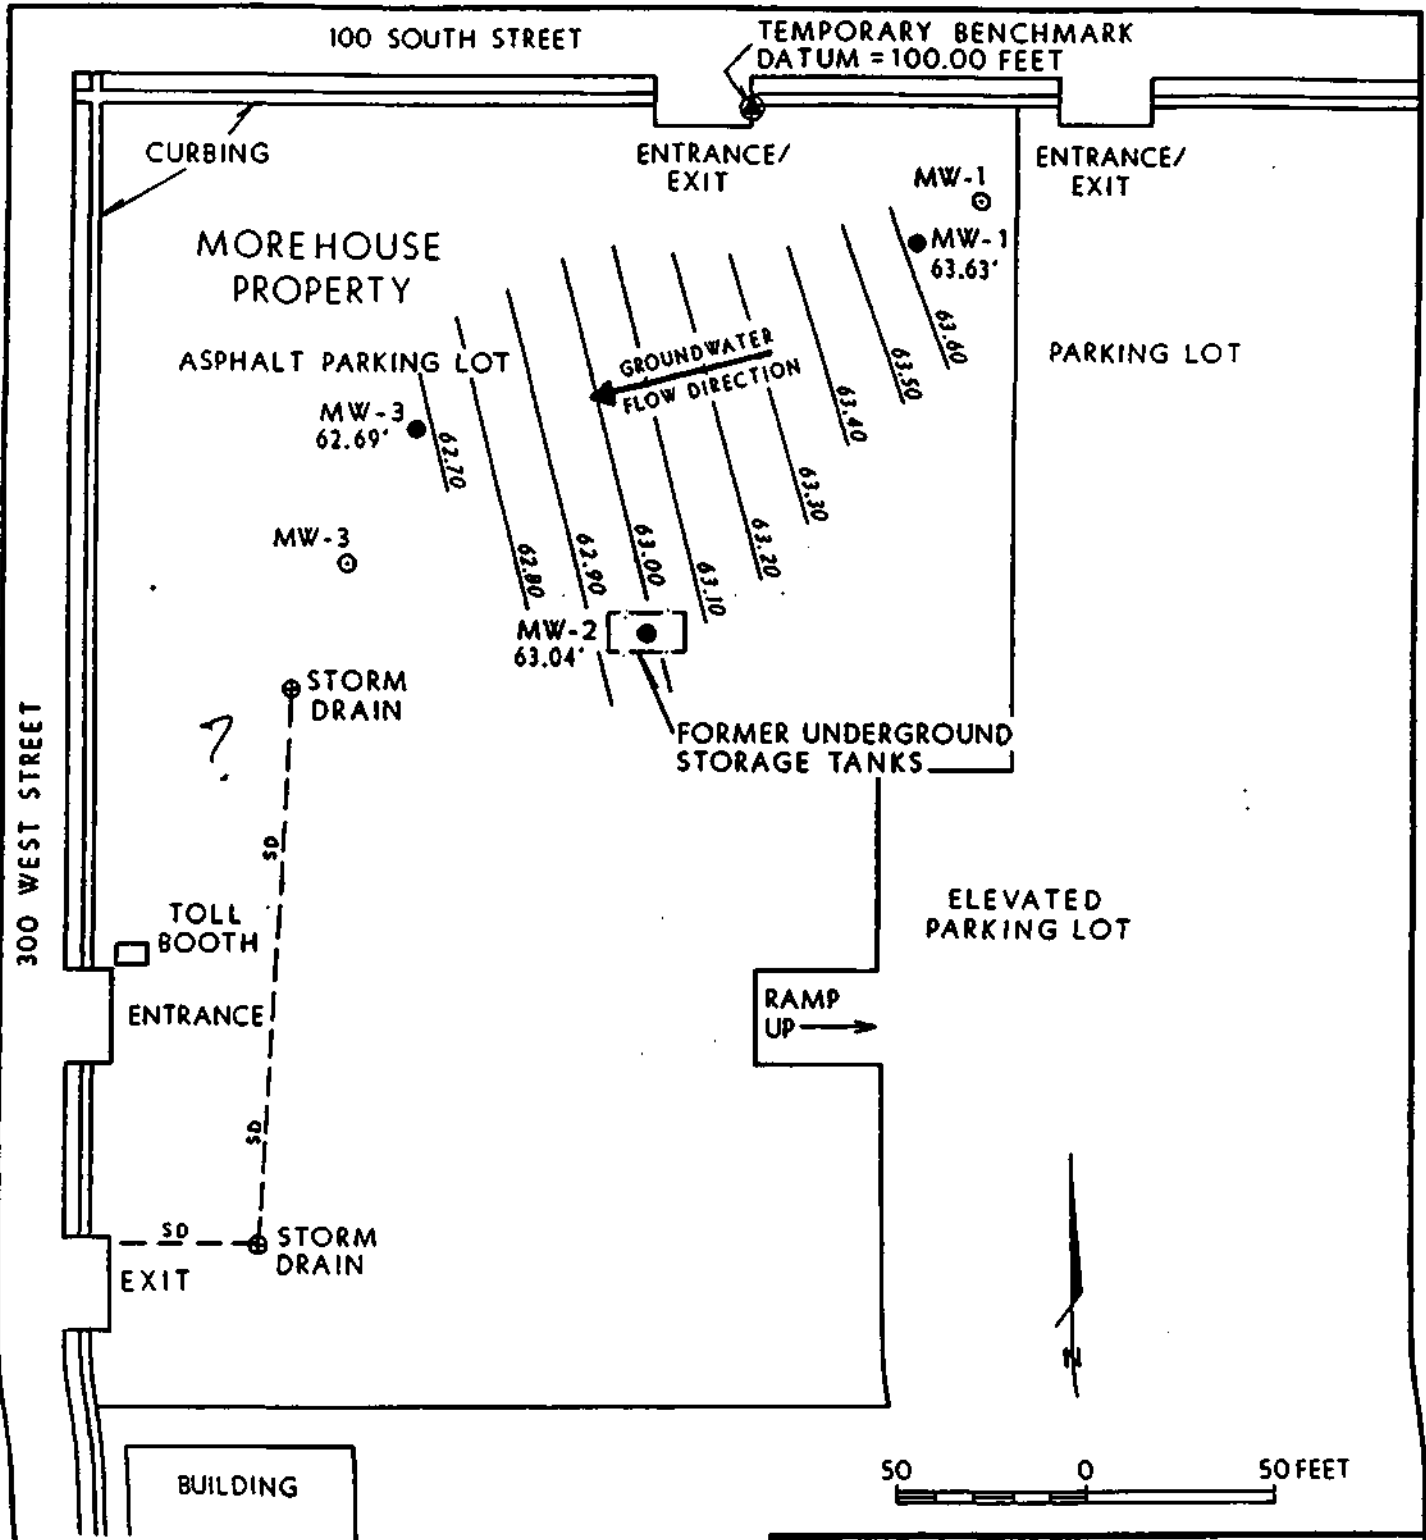 100 SOUTH STREET
TEMPORARY BENCHMARK
DATUM = 100.00 FEET
CURBING
ENTRANCE/
EXIT
ENTRANCE/
EXIT
MW-1
MW-1
63.63'
MOREHOUSE
PROPERTY
ASPHALT PARKING LOT
GROUNDWATER
FLOW DIRECTION
PARKING LOT
63.60
63.50
63.40
63.30
63.20
63.10
63.00
62.90
62.80
62.70
MW-3
62.69'
MW-3
MW-2
63.04'
STORM
DRAIN
?
FORMER UNDERGROUND
STORAGE TANKS
300 WEST STREET
SD
TOLL
BOOTH
ELEVATED
PARKING LOT
ENTRANCE
RAMP
UP
SD
SD
STORM
DRAIN
EXIT
N
BUILDING
50 0 50 FEET